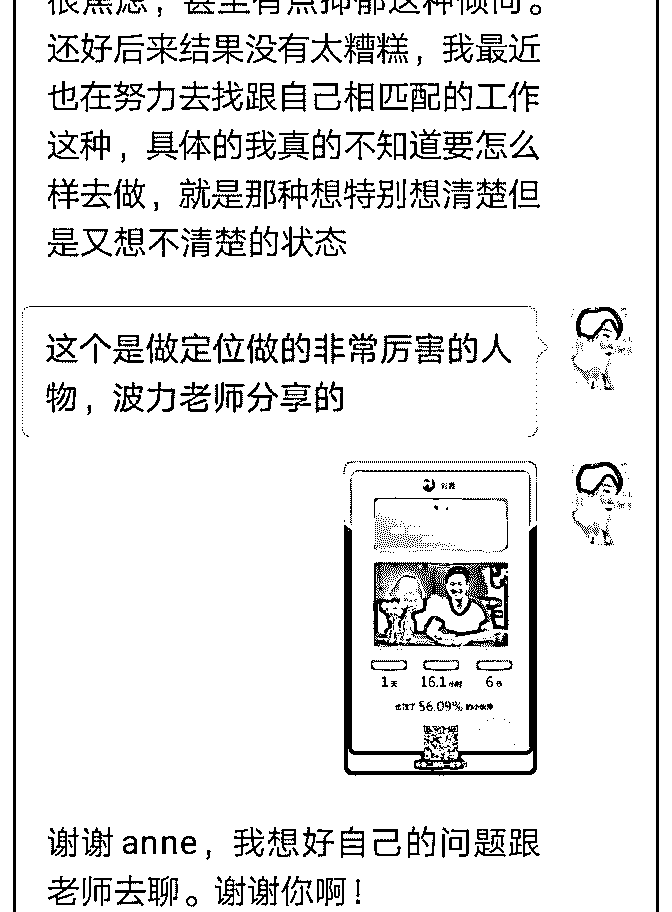 很焦虑，甚至有点抑郁这种倾向。
还好后来结果没有太糟糕，我最近
也在努力去找跟自己相匹配的工作
这种，具体的我真的不知道要怎么
样去做，就是那种想特别想清楚但
是又想不清楚的状态
这个是做定位做的非常厉害的人
物，波力老师分享的
1天 16.1小时 6
56.09%
谢谢 anne，我想好自己的问题跟
老师去聊。谢谢你啊！